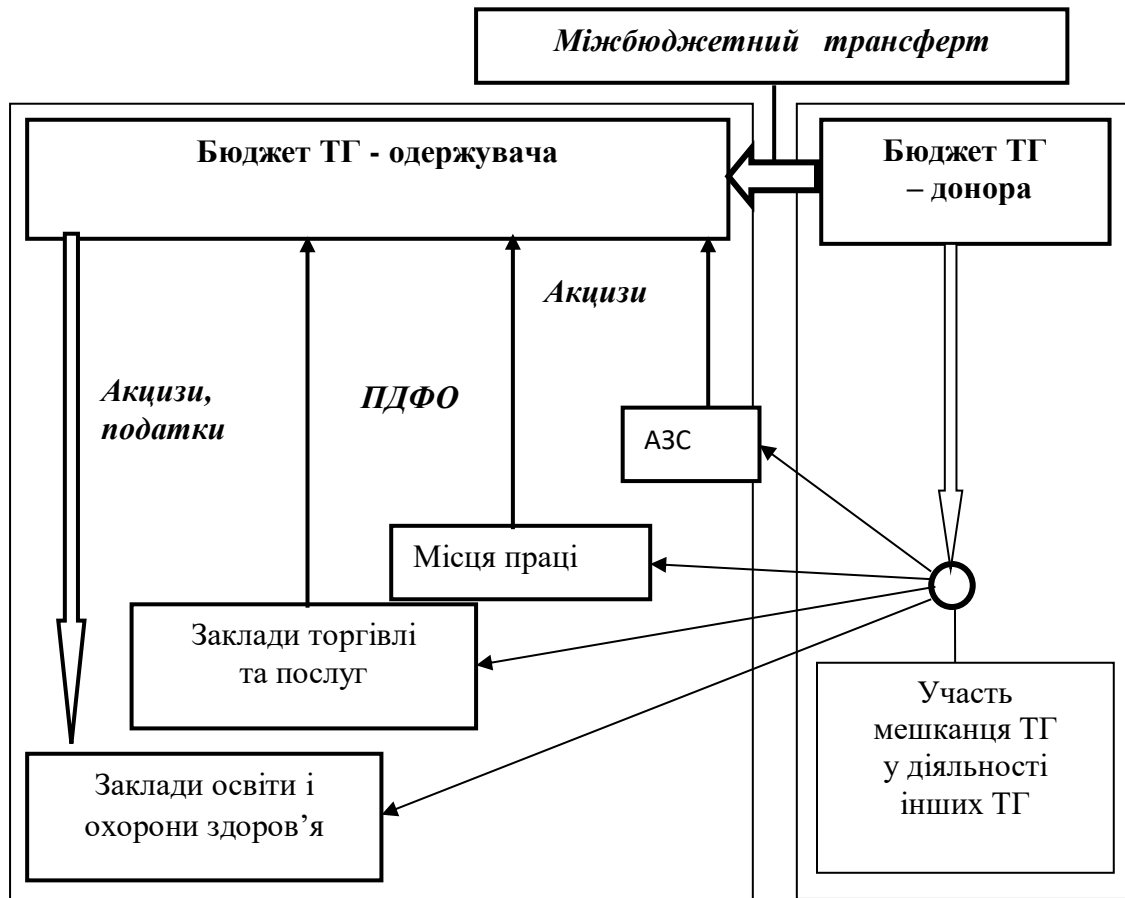 Міжбюджетний трансферт
Бюджет ТГ - одержувача
Бюджет ТГ
– донора
Акцизи
Акцизи,
податки
ПДФО
АЗС
Місця праці
Заклади торгівлі
та послуг
Заклади освіти і
охорони здоров’я
Участь
мешканця ТГ
у діяльності
інших ТГ